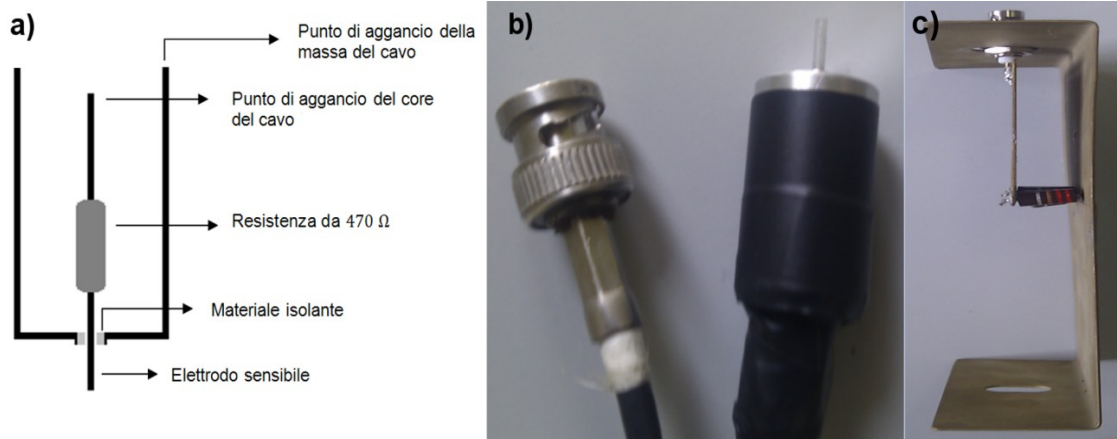 a)
Punto di aggancio della
massa del cavo
Punto di aggancio del core
del cavo
Resistenza da 470 Ω
Materiale isolante
Elettrodo sensibile
b)
c)